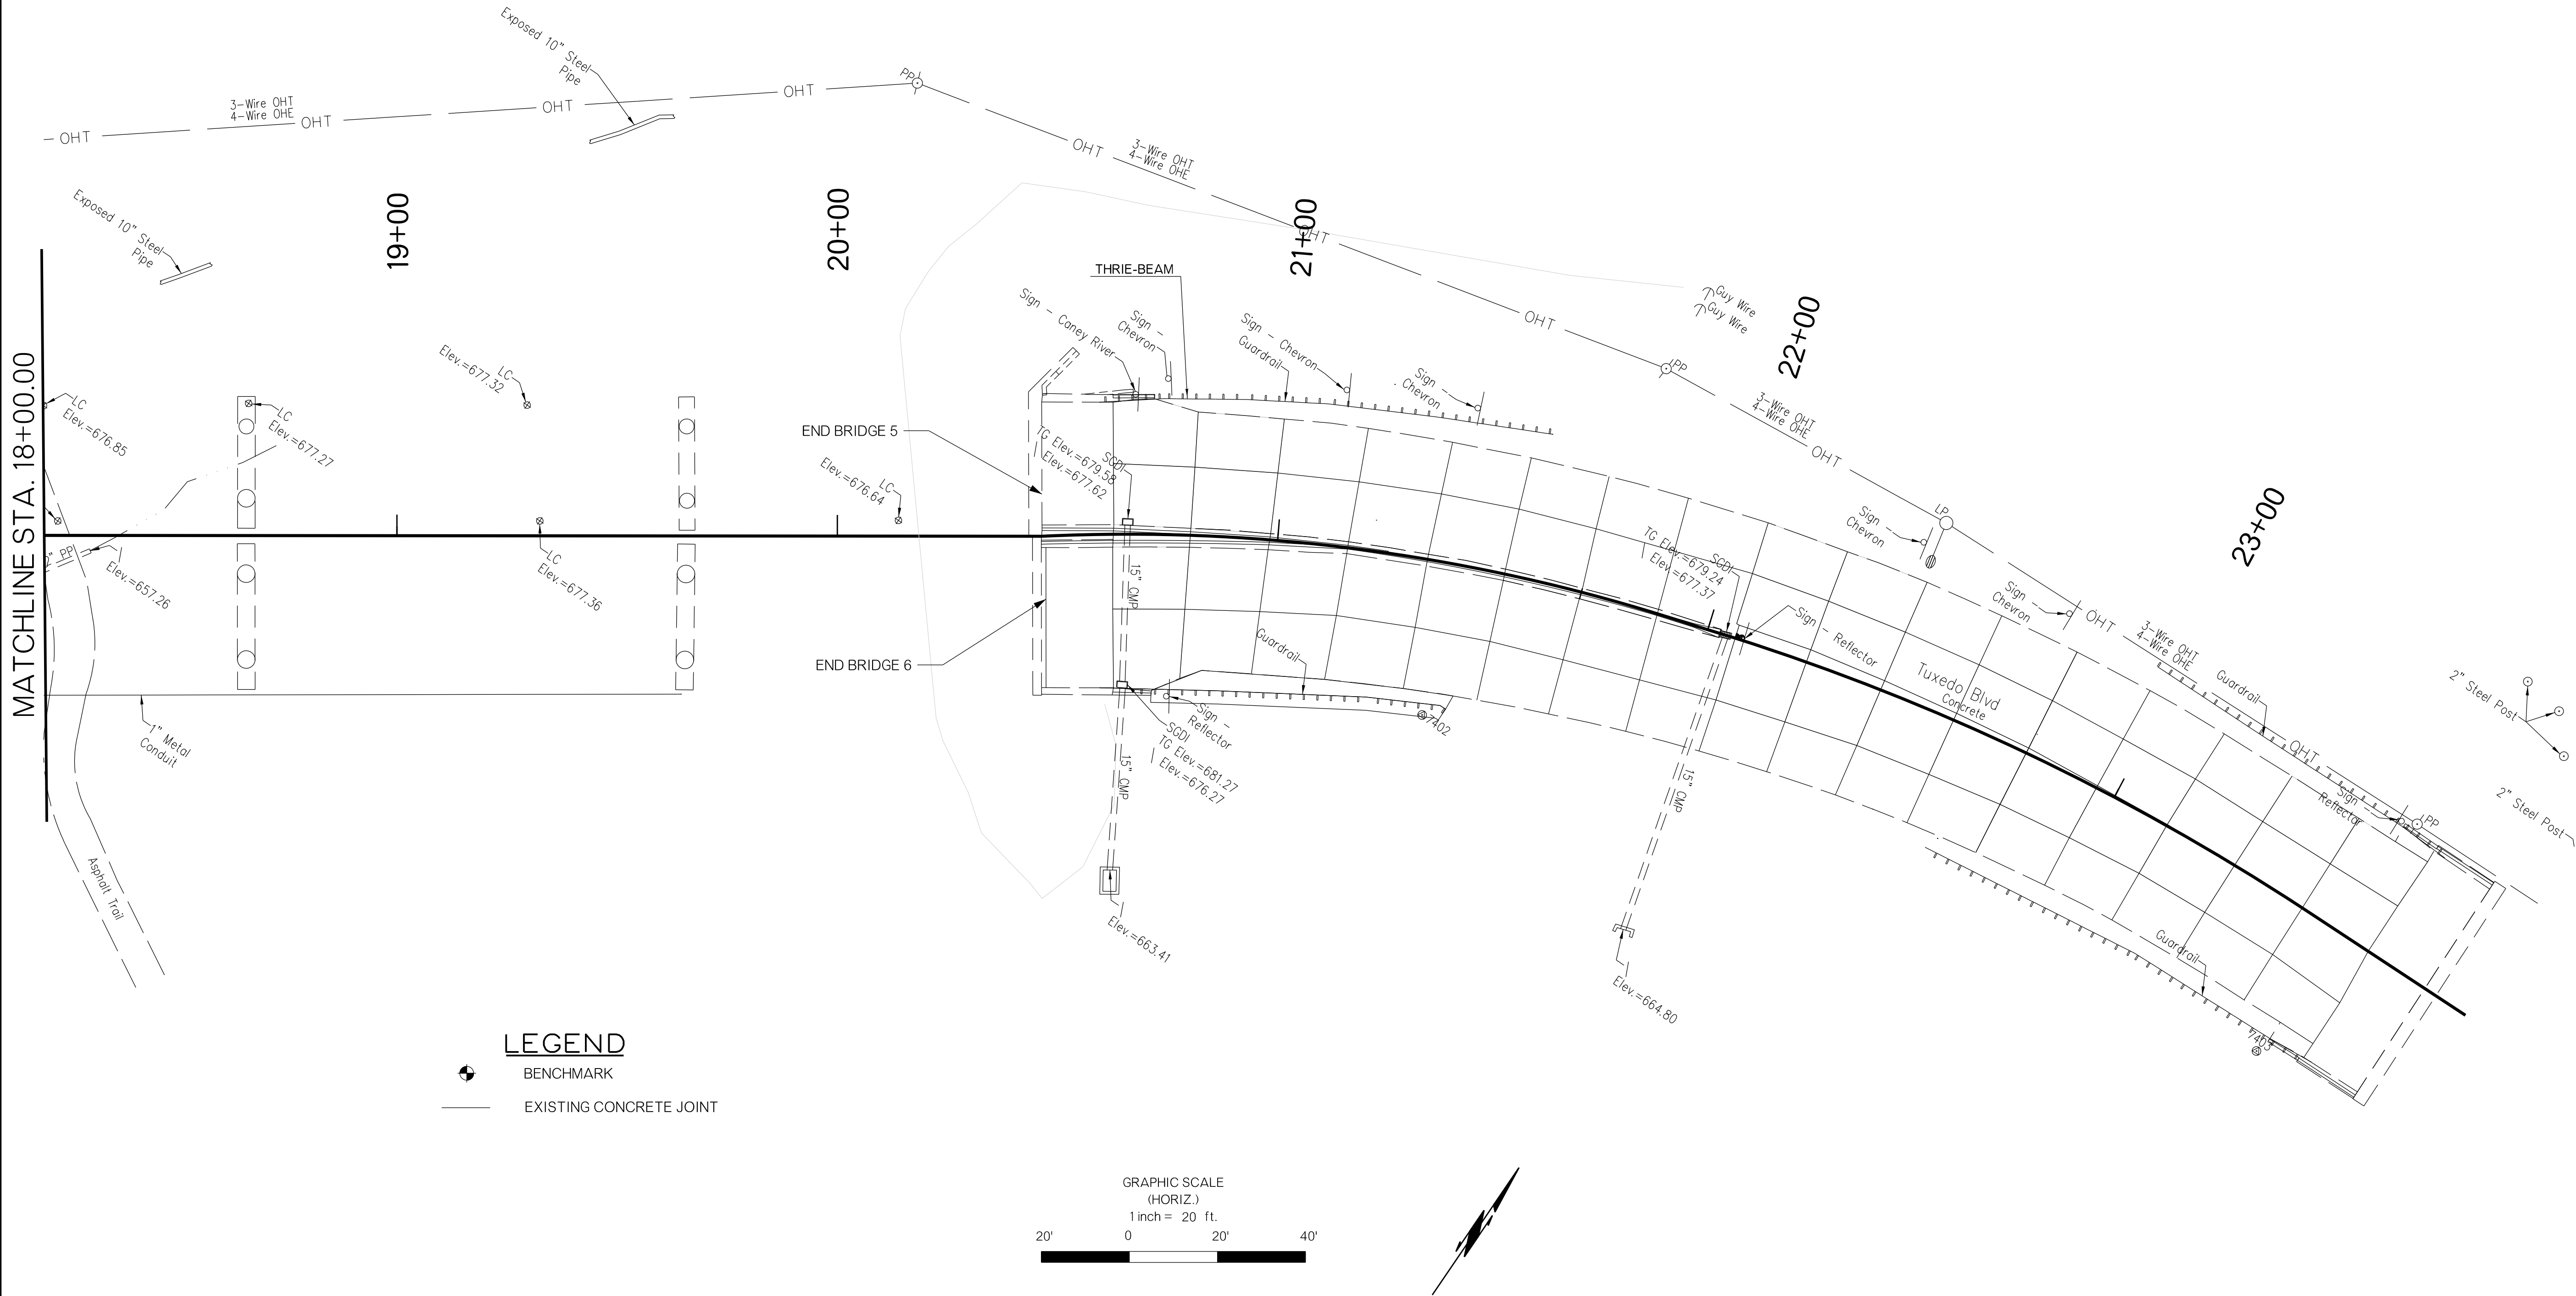 Exposed 10" Steel
Pipe
PP
OHT
OHT
OHT
OHT
3-Wire OHT
4-Wire OHE
OHT
3-Wire OHT
4-Wire OHE
Exposed 10" Steel
Pipe
19+00
20+00
21+00
OHT
THRIE-BEAM
Guy Wire
Guy Wire
22+00
OHT
PP
Sign - Caney River
Sign -
Chevron
Sign - Chevron
Guardrail
Sign
Chevron
3-Wire OHT
4-Wire OHE
OHT
MATCHLINE STA. 18+00.00
LC
Elev.=676.85
LC
Elev.=677.27
LC
Elev.=677.32
LC
Elev.=676.64
LC
Elev.=677.36
END BRIDGE 5
END BRIDGE 6
SGDI
TG Elev.=679.58
Elev.=677.62
2" PP
Elev.=657.26
15" CMP
Guardrail
SGDI
TG Elev.=679.24
Elev.=677.37
Sign - Reflector
Sign
Chevron
LP
Sign
Chevron
23+00
OHT
3-Wire OHT
4-Wire OHE
Tuxedo Blvd
Concrete
Guardrail
OHT
2" Steel Post
2" Steel Post
Sign -
Reflector
PP
1" Metal
Conduit
Asphalt Trail
Sign -
Reflector
SGDI
TG Elev.=681.27
Elev.=676.27
7402
15" CMP
15" CMP
Elev.=663.41
Elev.=664.80
Guardrail
7403
LEGEND
BENCHMARK
EXISTING CONCRETE JOINT
GRAPHIC SCALE
(HORIZ.)
1 inch = 20 ft.
20' 0 20' 40'